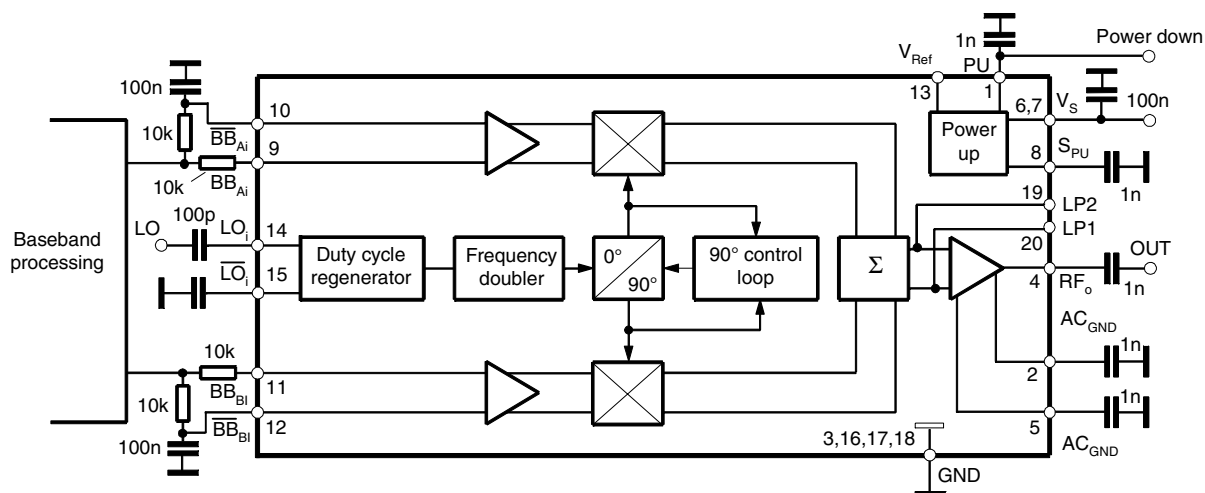 1n
Power down
V_Ref
PU
100n
13
1
6,7
V_S
100n
10
10k
B̅B̅_Ai
Power
up
9
8
S_PU
10k
BB_Ai
1n
100p
19
LP2
LO
LO_i
14
LP1
Baseband
processing
Duty cycle
regenerator
Frequency
doubler
0°
90°
90° control
loop
Σ
20
OUT
L̅O̅_i
15
4
RF_o
1n
AC_GND
10k
1n
BB_BI
11
2
10k
1n
B̅B̅_BI
12
100n
3,16,17,18
5
AC_GND
GND